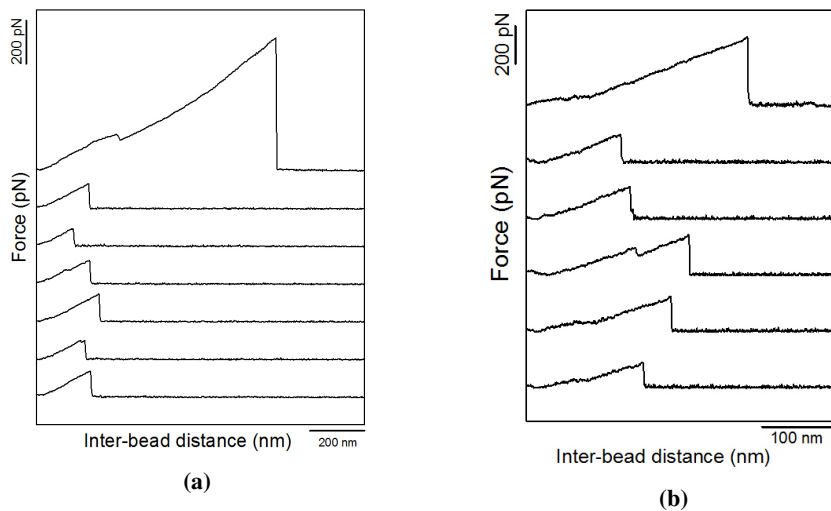 200 pN
Force (pN)
200 nm
Inter-bead distance (nm)
(a)
200 pN
Force (pN)
100 nm
Inter-bead distance (nm)
(b)